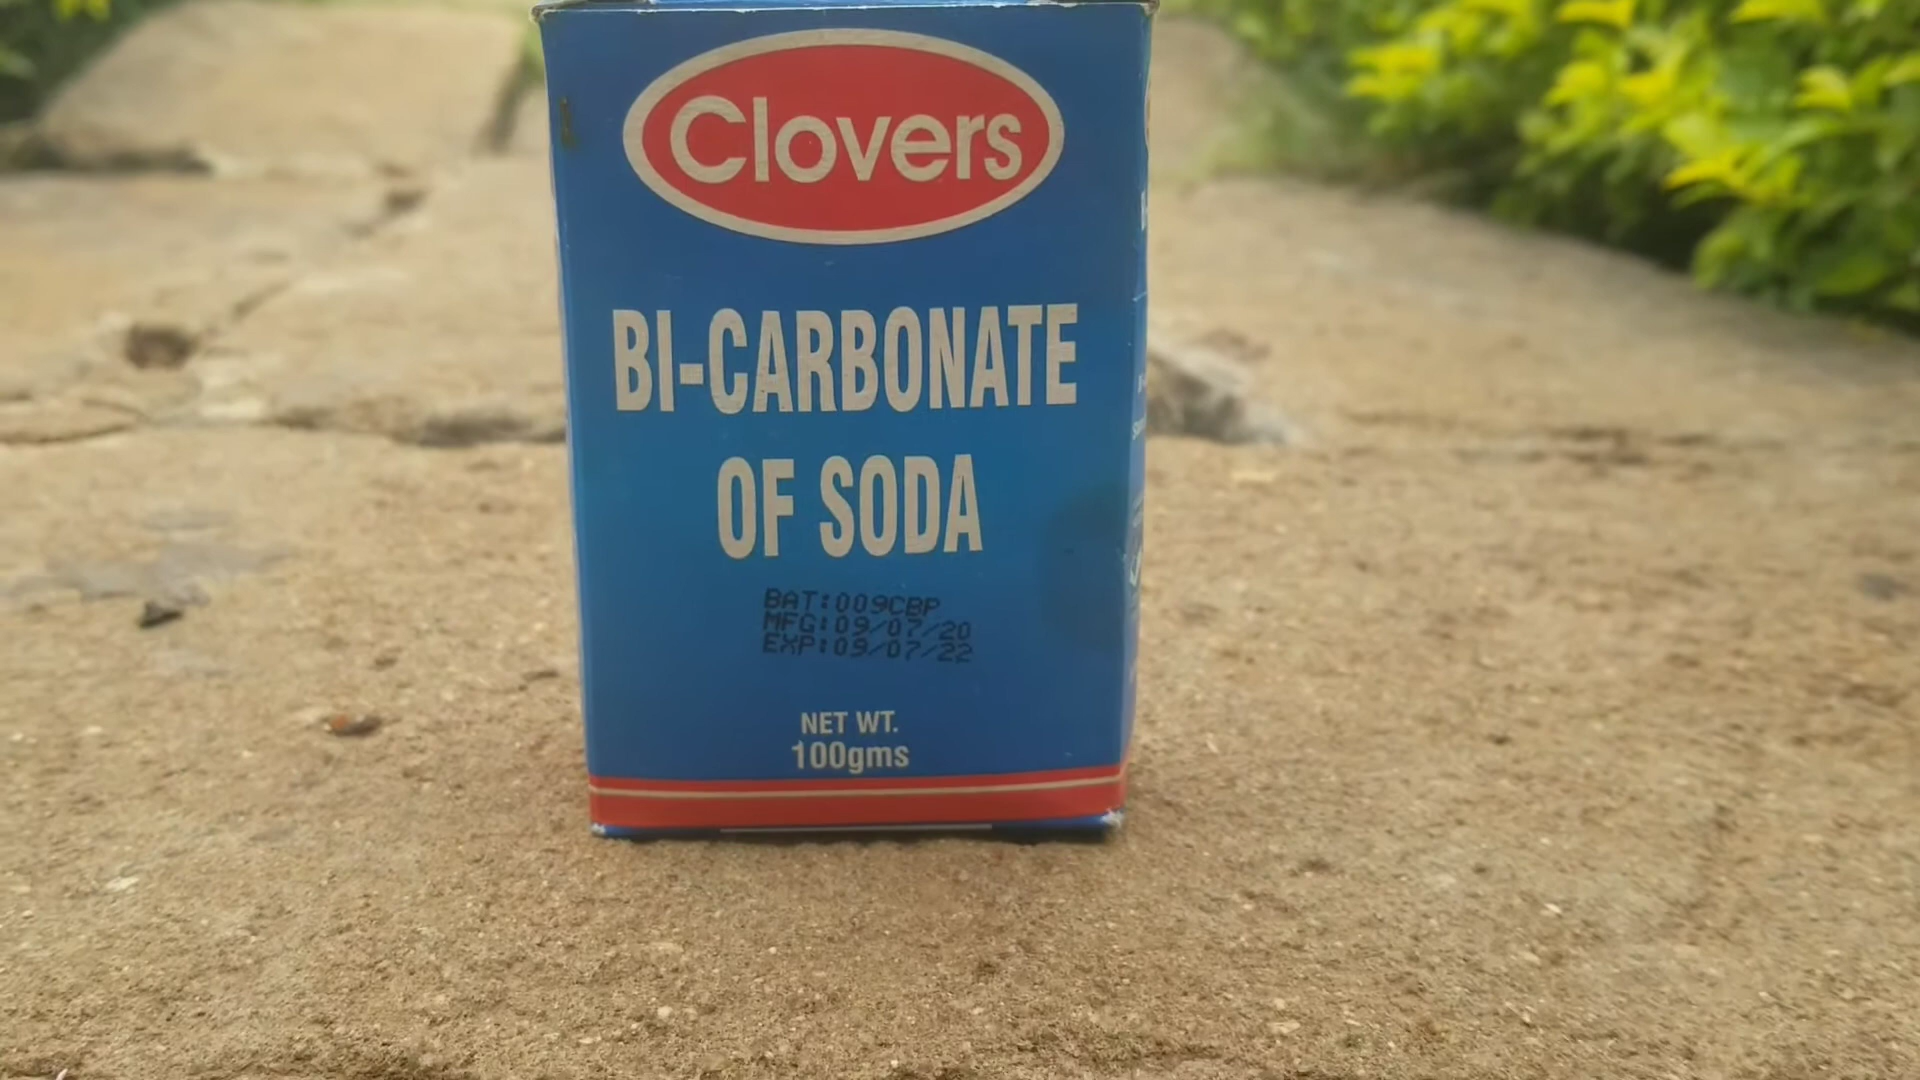 Clovers
BI-CARBONATE
OF SODA
BAT:009CBP
MFG:09/07/20
EXP:09/07/22
NET WT.
100gms